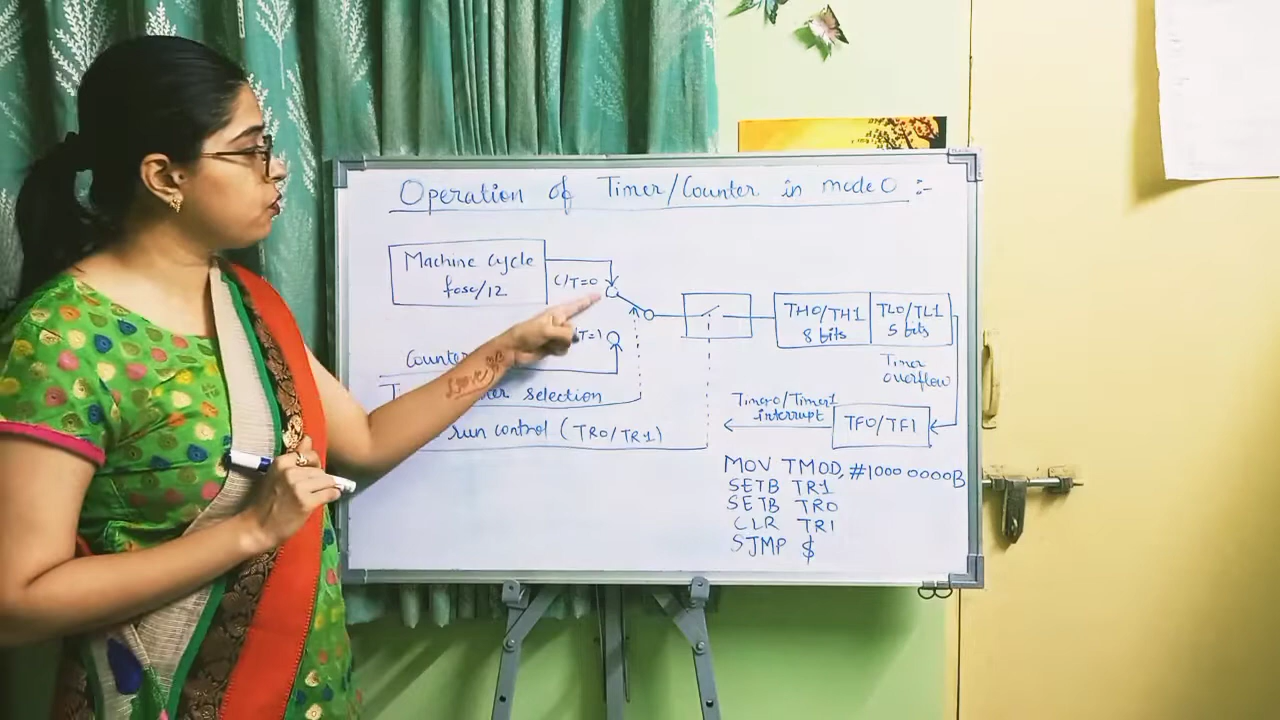 Operation of Timer/Counter in mode 0 :-
Machine cycle
fosc/12
C/T=0
T=1
TH0/TH1
8 bits
TL0/TL1
5 bits
Timer
overflow
Timer0/Timer1
interrupt
TF0/TF1
Counter
selection
run control (TR0/TR1)
MOV TMOD, #1000 0000B
SETB TR1
SETB TR0
CLR TR1
SJMP $